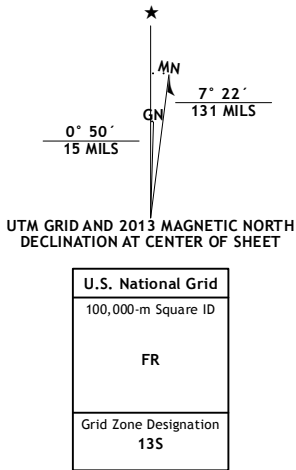 ★
MN
7° 22´
131 MILS
GN
0° 50´
15 MILS
UTM GRID AND 2013 MAGNETIC NORTH
DECLINATION AT CENTER OF SHEET
U.S. National Grid
100,000-m Square ID
FR
Grid Zone Designation
13S